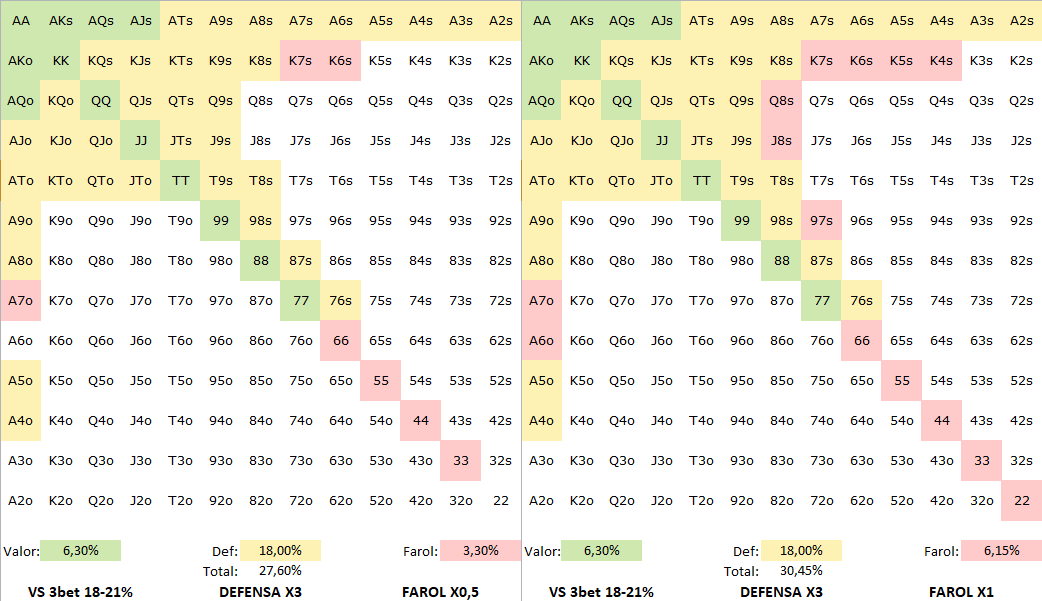 AA AKs AQs AJs ATs A9s A8s A7s A6s A5s A4s A3s A2s
AKo KK KQs KJs KTs K9s K8s K7s K6s K5s K4s K3s K2s
AQo KQo QQ QJs QTs Q9s Q8s Q7s Q6s Q5s Q4s Q3s Q2s
AJo KJo QJo JJ JTs J9s J8s J7s J6s J5s J4s J3s J2s
ATo KTo QTo JTo TT T9s T8s T7s T6s T5s T4s T3s T2s
A9o K9o Q9o J9o T9o 99 98s 97s 96s 95s 94s 93s 92s
A8o K8o Q8o J8o T8o 98o 88 87s 86s 85s 84s 83s 82s
A7o K7o Q7o J7o T7o 97o 87o 77 76s 75s 74s 73s 72s
A6o K6o Q6o J6o T6o 96o 86o 76o 66 65s 64s 63s 62s
A5o K5o Q5o J5o T5o 95o 85o 75o 65o 55 54s 53s 52s
A4o K4o Q4o J4o T4o 94o 84o 74o 64o 54o 44 43s 42s
A3o K3o Q3o J3o T3o 93o 83o 73o 63o 53o 43o 33 32s
A2o K2o Q2o J2o T2o 92o 82o 72o 62o 52o 42o 32o 22
Valor: 6,30% Def: 18,00% Farol: 3,30%
Total: 27,60%
VS 3bet 18-21% DEFENSA X3 FAROL X0,5
AA AKs AQs AJs ATs A9s A8s A7s A6s A5s A4s A3s A2s
AKo KK KQs KJs KTs K9s K8s K7s K6s K5s K4s K3s K2s
AQo KQo QQ QJs QTs Q9s Q8s Q7s Q6s Q5s Q4s Q3s Q2s
AJo KJo QJo JJ JTs J9s J8s J7s J6s J5s J4s J3s J2s
ATo KTo QTo JTo TT T9s T8s T7s T6s T5s T4s T3s T2s
A9o K9o Q9o J9o T9o 99 98s 97s 96s 95s 94s 93s 92s
A8o K8o Q8o J8o T8o 98o 88 87s 86s 85s 84s 83s 82s
A7o K7o Q7o J7o T7o 97o 87o 77 76s 75s 74s 73s 72s
A6o K6o Q6o J6o T6o 96o 86o 76o 66 65s 64s 63s 62s
A5o K5o Q5o J5o T5o 95o 85o 75o 65o 55 54s 53s 52s
A4o K4o Q4o J4o T4o 94o 84o 74o 64o 54o 44 43s 42s
A3o K3o Q3o J3o T3o 93o 83o 73o 63o 53o 43o 33 32s
A2o K2o Q2o J2o T2o 92o 82o 72o 62o 52o 42o 32o 22
Valor: 6,30% Def: 18,00% Farol: 6,15%
Total: 30,45%
VS 3bet 18-21% DEFENSA X3 FAROL X1